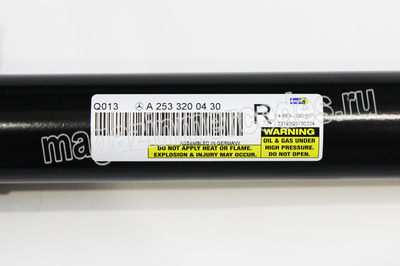 Q013 A 253 320 04 30
R
WARNING
OIL & GAS UNDER
HIGH PRESSURE.
DO NOT OPEN.
ASSEMBLED IN GERMANY
DO NOT APPLY HEAT OR FLAME.
EXPLOSION & INJURY MAY OCCUR.
magazin-mercedes.ru